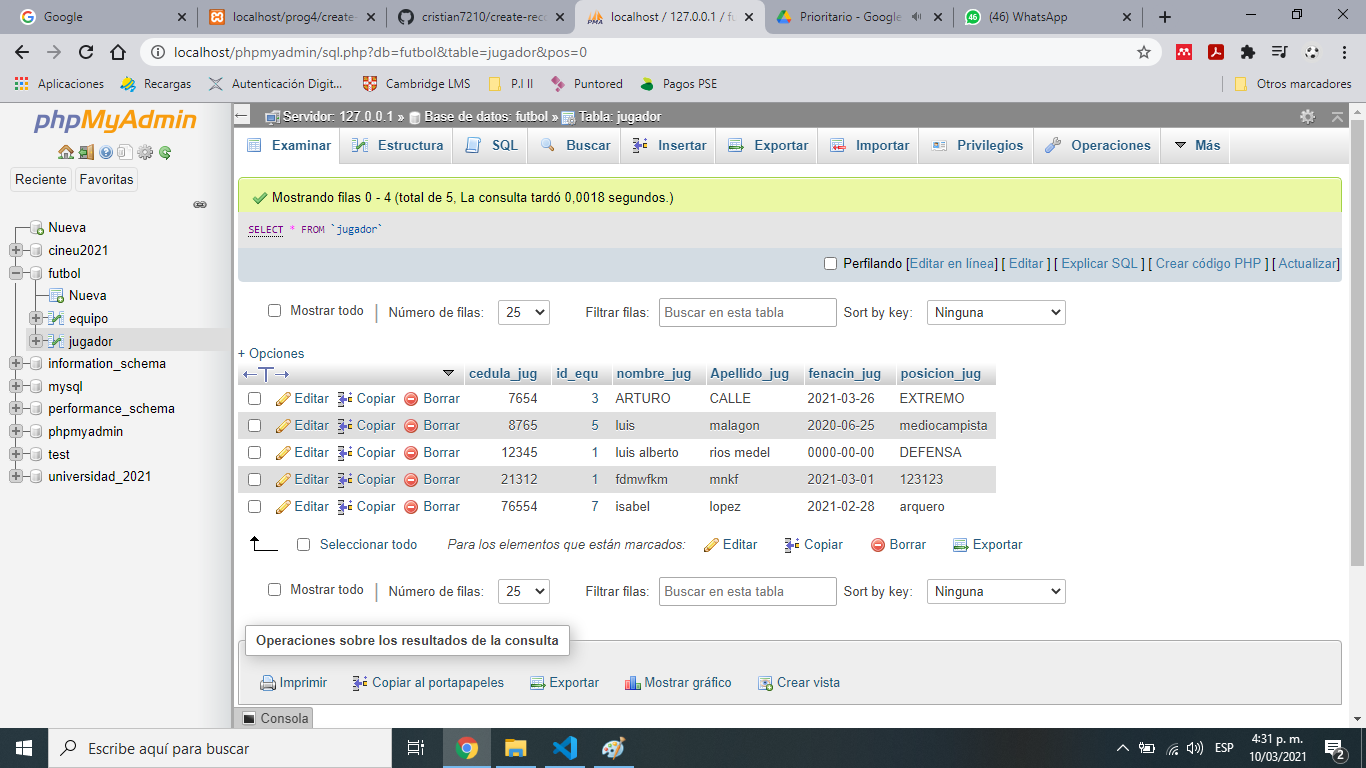 Google
localhost/prog4/create-
cristian7210/create-reco
localhost / 127.0.0.1 / fu
Prioritario - Google
(46) WhatsApp
localhost/phpmyadmin/sql.php?db=futbol&table=jugador&pos=0
Aplicaciones
Recargas
Autenticación Digit...
Cambridge LMS
P.I II
Puntored
Pagos PSE
Otros marcadores
phpMyAdmin
Reciente
Favoritas
Nueva
cineu2021
futbol
Nueva
equipo
jugador
information_schema
mysql
performance_schema
phpmyadmin
test
universidad_2021
Servidor: 127.0.0.1 » Base de datos: futbol » Tabla: jugador
Examinar Estructura SQL Buscar Insertar Exportar Importar Privilegios Operaciones Más
Mostrando filas 0 - 4 (total de 5, La consulta tardó 0,0018 segundos.)
SELECT * FROM `jugador`
Perfilando [Editar en línea] [ Editar ] [ Explicar SQL ] [ Crear código PHP ] [ Actualizar]
Mostrar todo | Número de filas: 25 Filtrar filas: Buscar en esta tabla Sort by key: Ninguna
+ Opciones
cedula_jug id_equ nombre_jug Apellido_jug fenacin_jug posicion_jug
Editar Copiar Borrar 7654 3 ARTURO CALLE 2021-03-26 EXTREMO
Editar Copiar Borrar 8765 5 luis malagon 2020-06-25 mediocampista
Editar Copiar Borrar 12345 1 luis alberto rios medel 0000-00-00 DEFENSA
Editar Copiar Borrar 21312 1 fdmwfkm mnkf 2021-03-01 123123
Editar Copiar Borrar 76554 7 isabel lopez 2021-02-28 arquero
Seleccionar todo Para los elementos que están marcados: Editar Copiar Borrar Exportar
Mostrar todo | Número de filas: 25 Filtrar filas: Buscar en esta tabla Sort by key: Ninguna
Operaciones sobre los resultados de la consulta
Imprimir Copiar al portapapeles Exportar Mostrar gráfico Crear vista
Consola
Escribe aquí para buscar
ESP
4:31 p. m.
10/03/2021
2